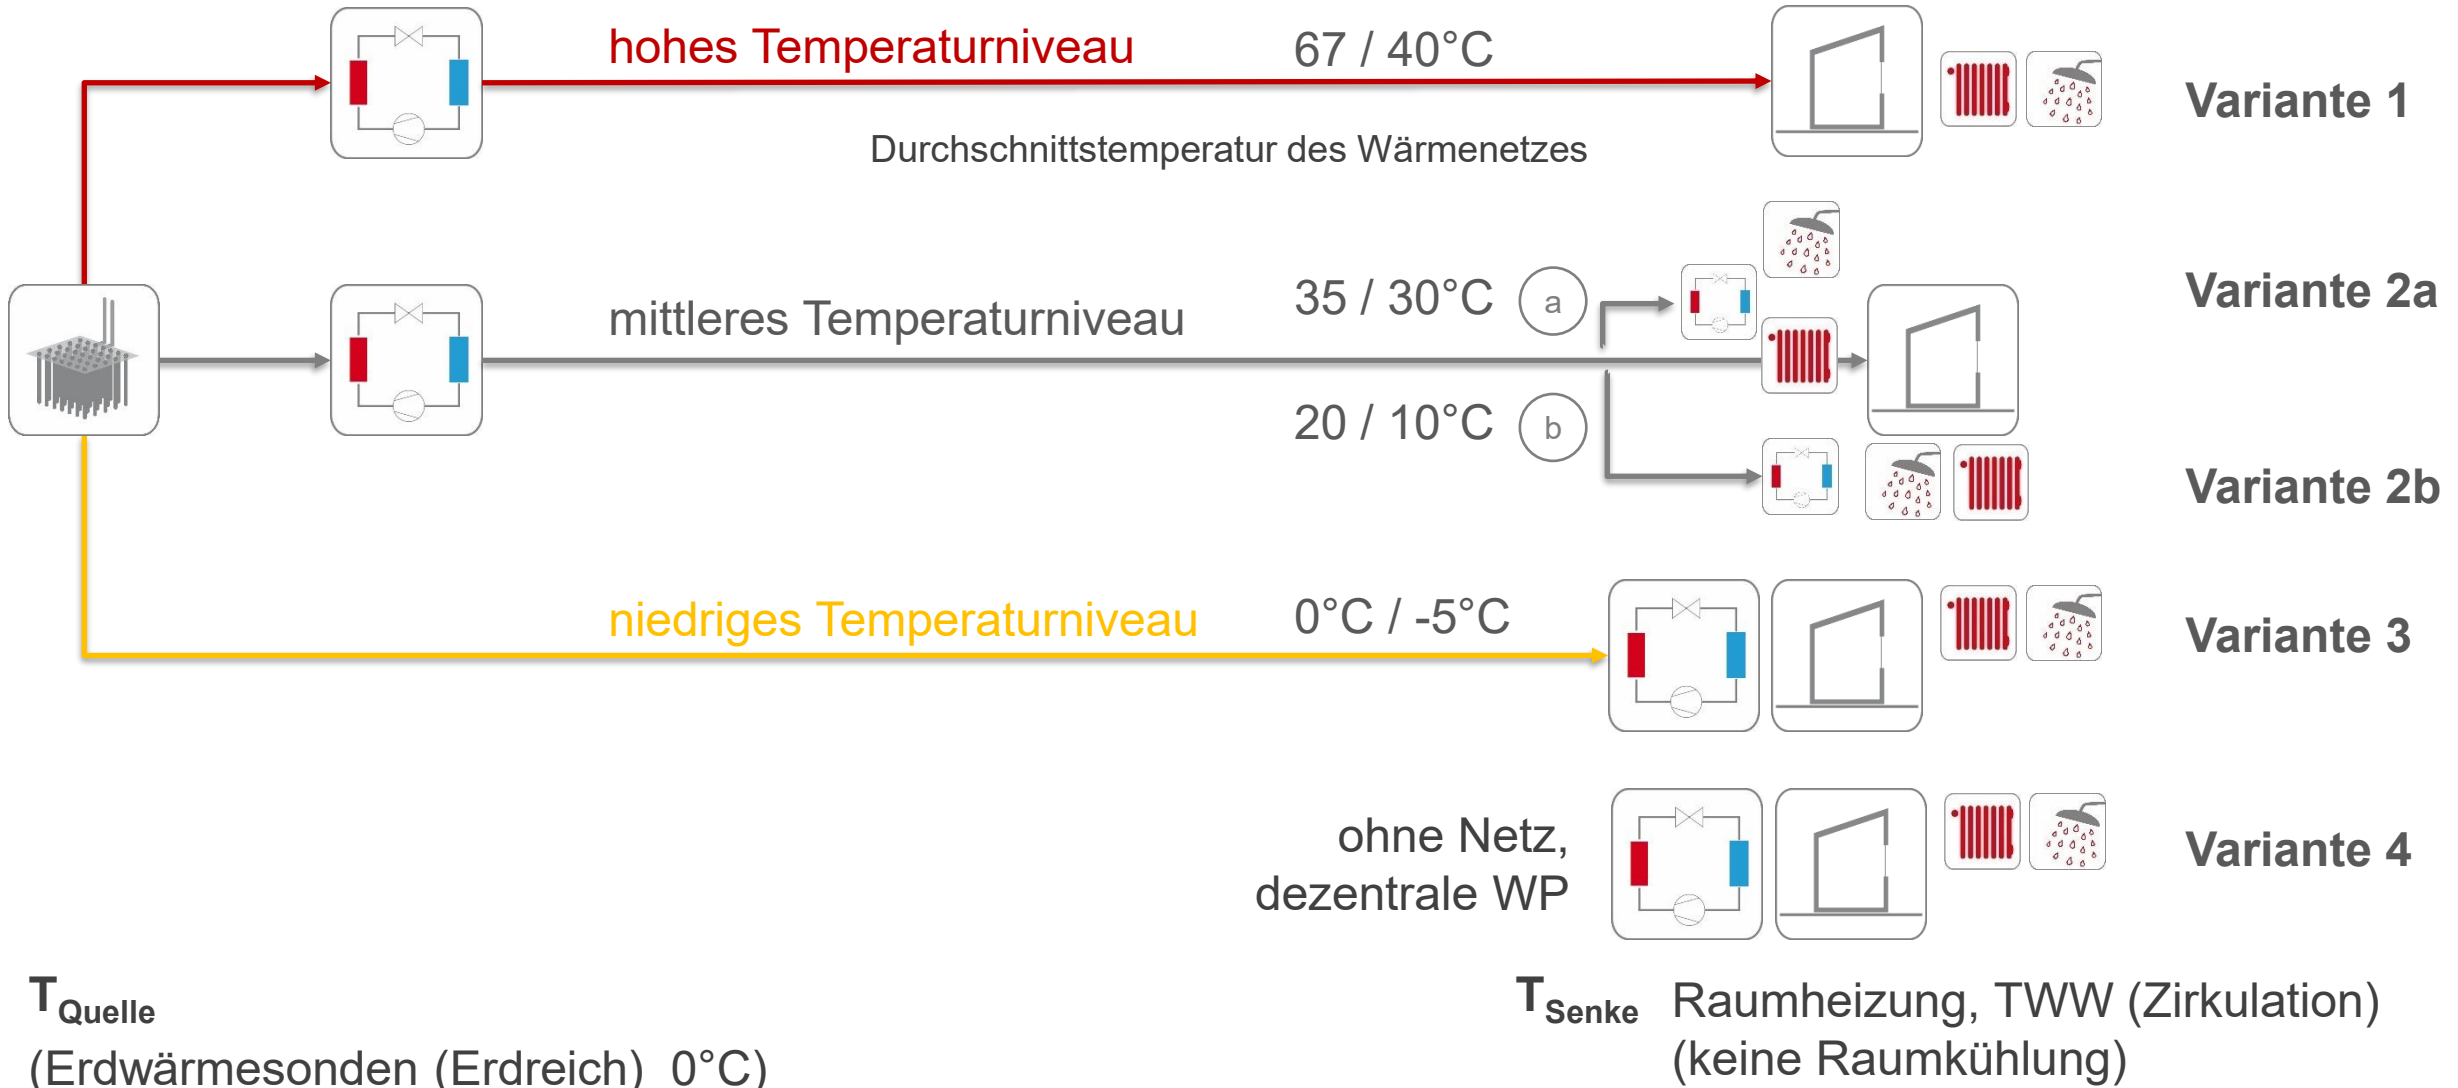 hohes Temperaturniveau 67 / 40°C
Variante 1
Durchschnittstemperatur des Wärmenetzes
35 / 30°C a
Variante 2a
mittleres Temperaturniveau
20 / 10°C b
Variante 2b
niedriges Temperaturniveau 0°C / -5°C
Variante 3
ohne Netz,
dezentrale WP
Variante 4
TQuelle
(Erdwärmesonden (Erdreich) 0°C)
TSenke Raumheizung, TWW (Zirkulation)
(keine Raumkühlung)